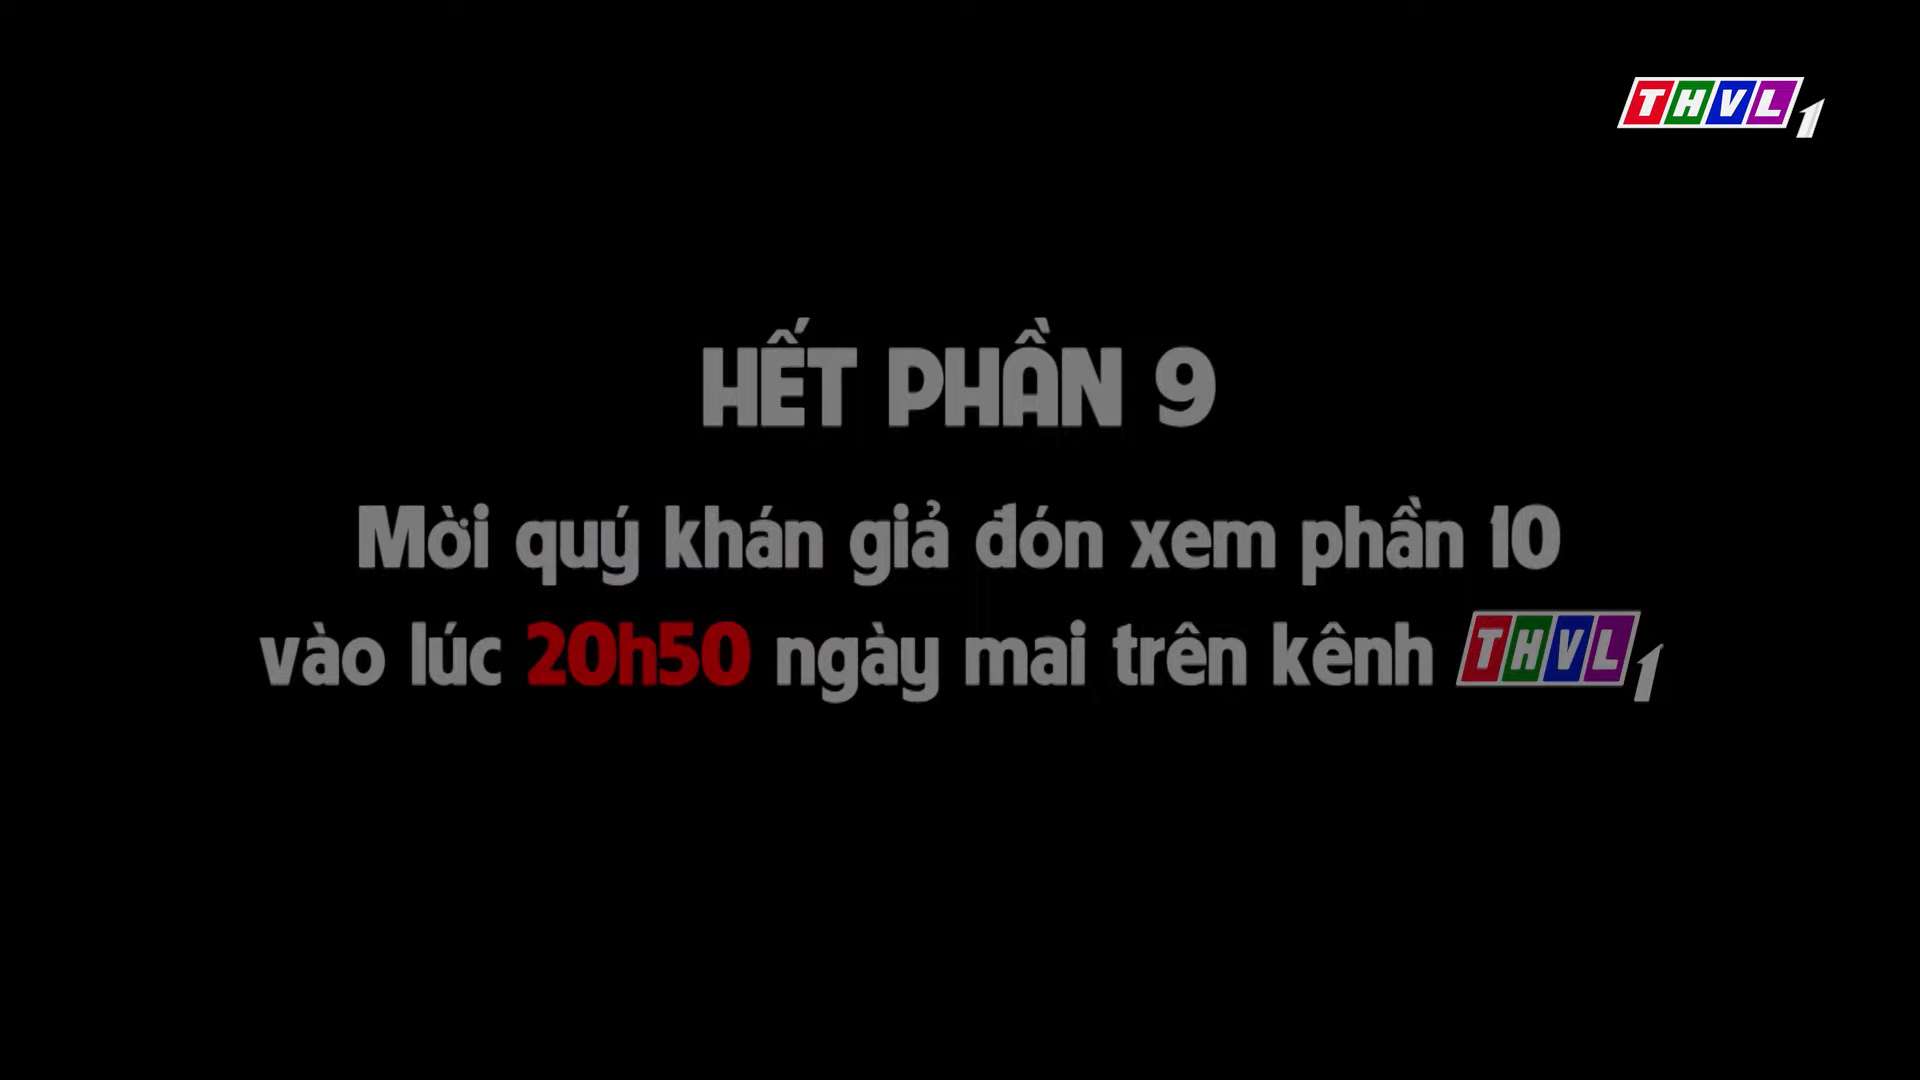 THVL1
HẾT PHẦN 9
Mời quý khán giả đón xem phần 10
vào lúc 20h50 ngày mai trên kênh THVL1